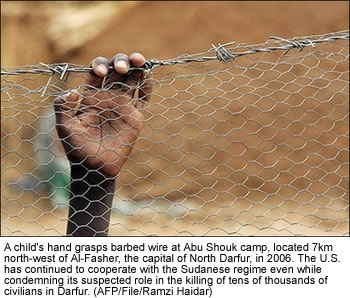 A child's hand grasps barbed wire at Abu Shouk camp, located 7km
north-west of Al-Fasher, the capital of North Darfur, in 2006. The U.S.
has continued to cooperate with the Sudanese regime even while
condemning its suspected role in the killing of tens of thousands of
civilians in Darfur. (AFP/File/Ramzi Haidar)